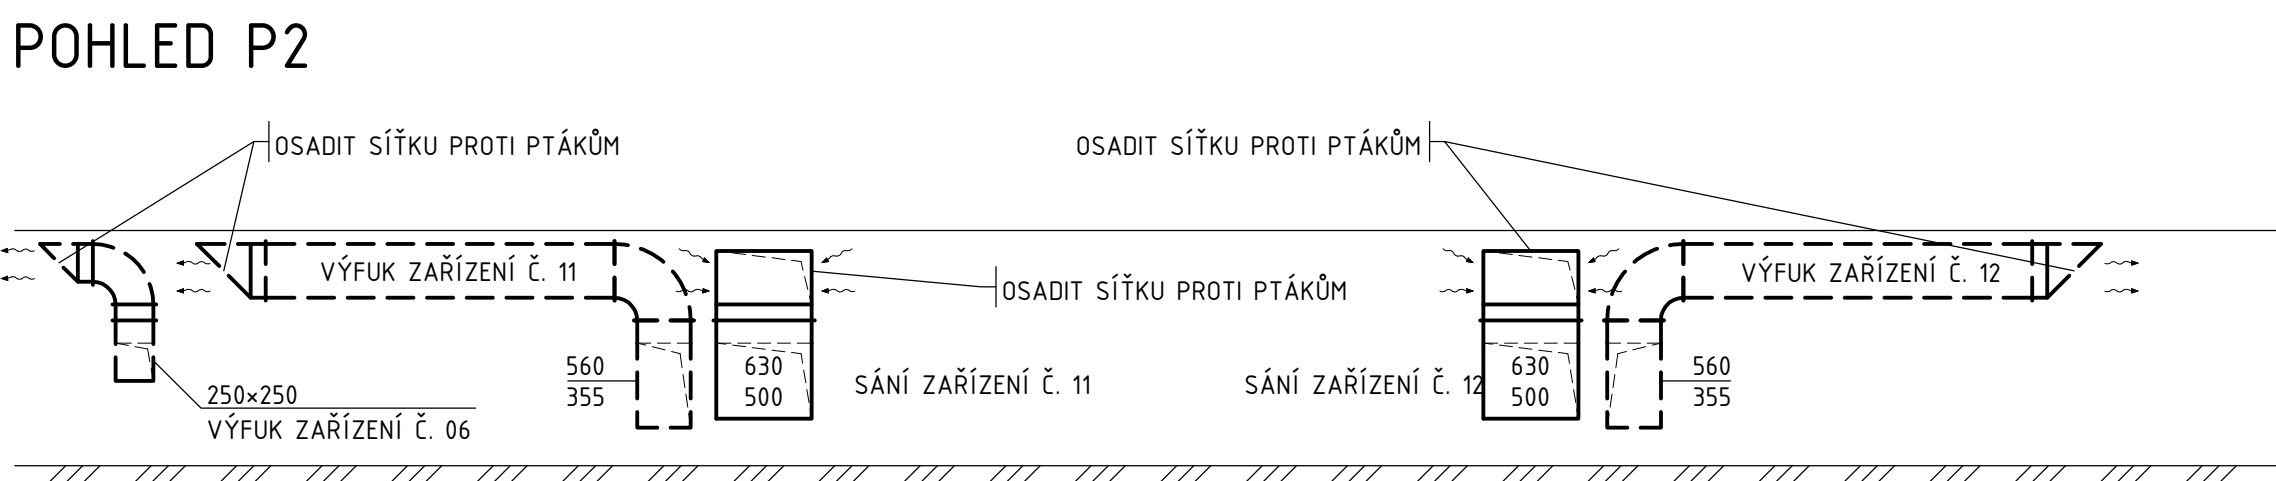 POHLED P2
OSADIT SÍŤKU PROTI PTÁKŮM
OSADIT SÍŤKU PROTI PTÁKŮM
VÝFUK ZAŘÍZENÍ Č. 11
VÝFUK ZAŘÍZENÍ Č. 12
OSADIT SÍŤKU PROTI PTÁKŮM
560
355
630
500
SÁNÍ ZAŘÍZENÍ Č. 11
SÁNÍ ZAŘÍZENÍ Č. 12
630
500
560
355
250×250
VÝFUK ZAŘÍZENÍ Č. 06